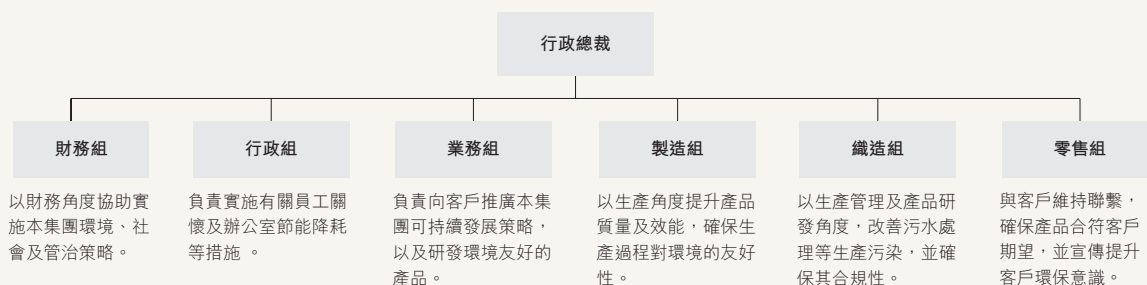 行政總裁
財務組
行政組
業務組
製造組
織造組
零售組
以財務角度協助實
施本集團環境、社
會及管治策略。
負責實施有關員工關
懷及辦公室節能降耗
等措施 。
負責向客戶推廣本集
團可持續發展策略，
以及研發環境友好的
產品。
以生產角度提升產品
質量及效能，確保生
產過程對環境的友好
性。
以生產管理及產品研
發角度，改善污水處
理等生產污染，並確
保其合規性。
與客戶維持聯繫，
確保產品合符客戶
期望，並宣傳提升
客戶環保意識。